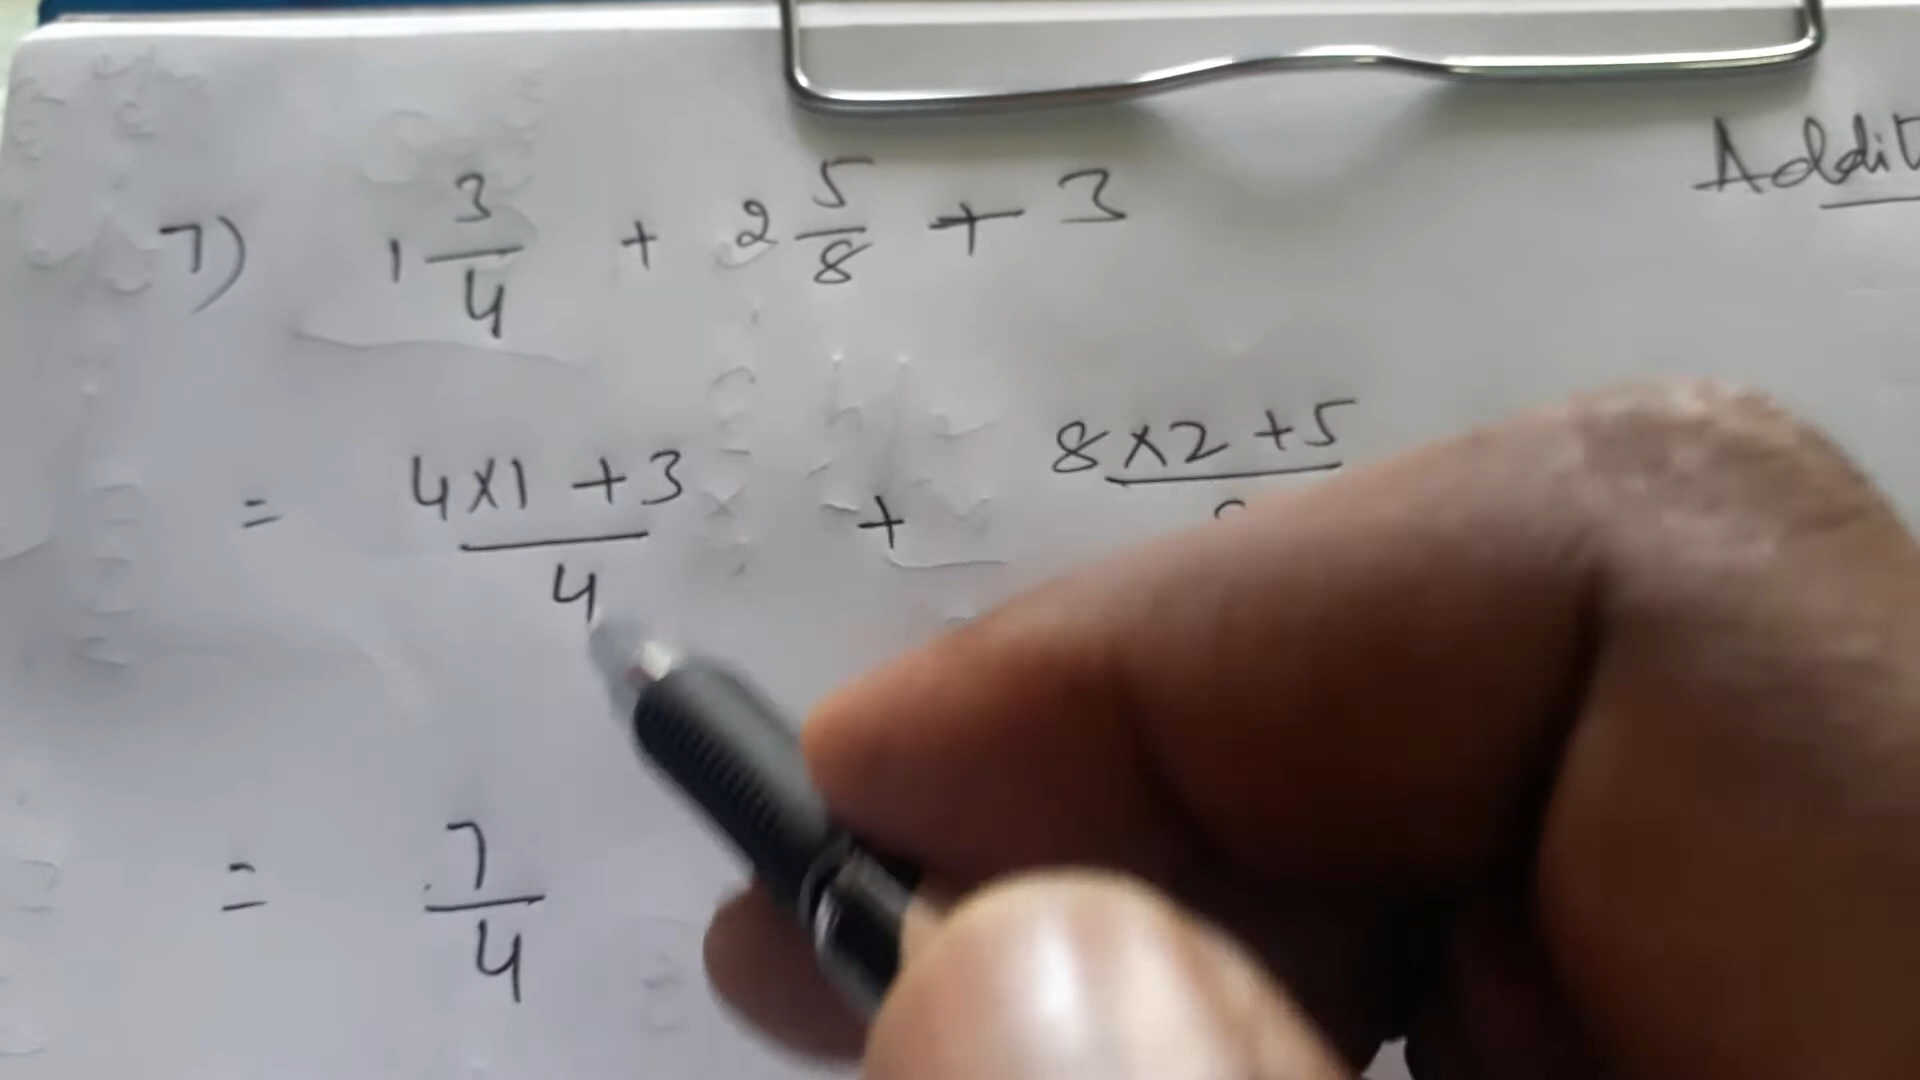 Addit
7) 1 3/4 + 2 5/8 + 3
= (4×1+3)/4 + 8×2+5
= 7/4